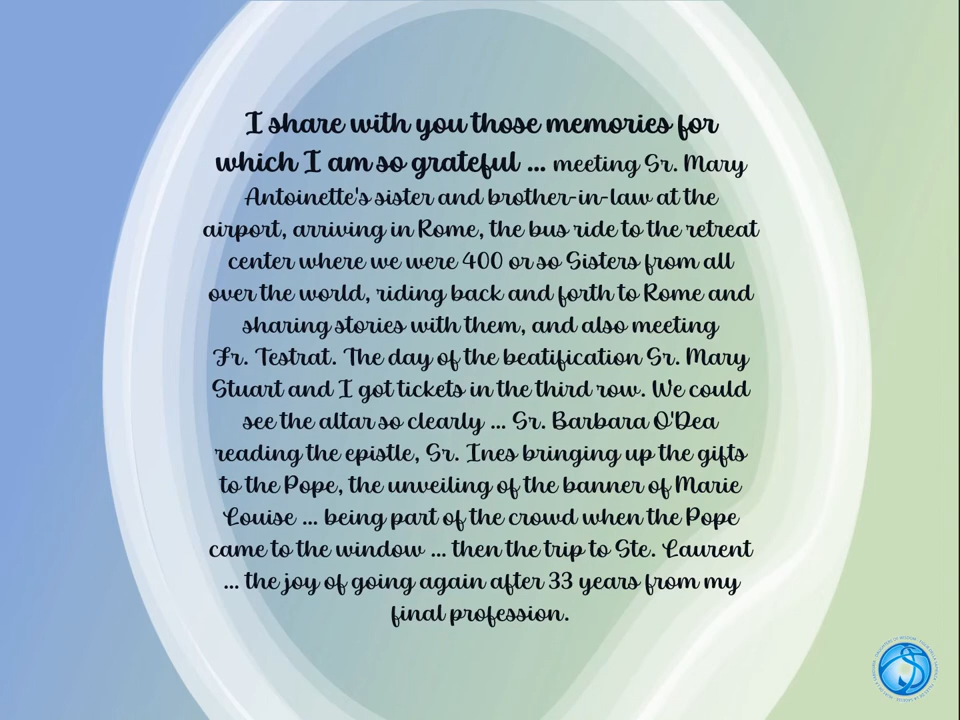 I share with you those memories for
which I am so grateful ... meeting Sr. Mary
Antoinette's sister and brother-in-law at the
airport, arriving in Rome, the bus ride to the retreat
center where we were 400 or so Sisters from all
over the world, riding back and forth to Rome and
sharing stories with them, and also meeting
Fr. Testrat. The day of the beatification Sr. Mary
Stuart and I got tickets in the third row. We could
see the altar so clearly ... Sr. Barbara O'Dea
reading the epistle, Sr. Ines bringing up the gifts
to the Pope, the unveiling of the banner of Marie
Louise ... being part of the crowd when the Pope
came to the window ... then the trip to Ste. Laurent
... the joy of going again after 33 years from my
final profession.